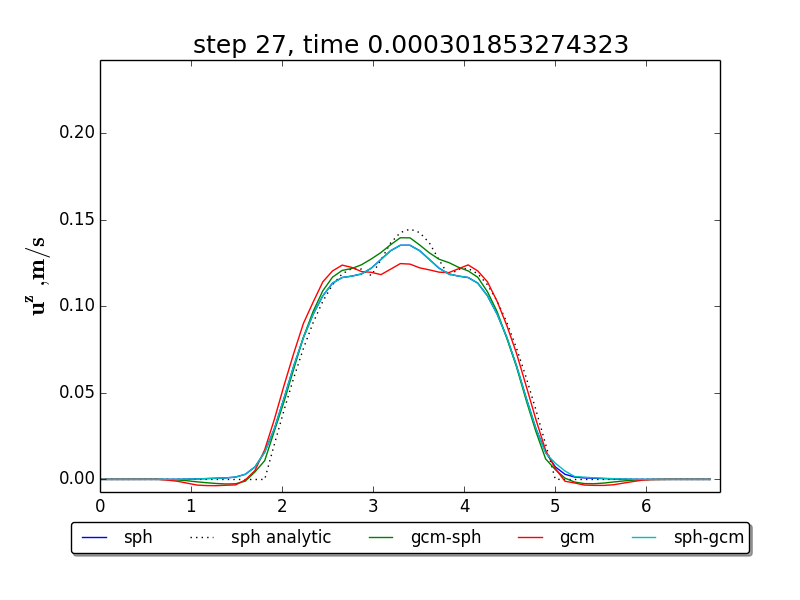 step 27, time 0.000301853274323
0.20
0.15
0.10
0.05
0.00
u^z ,m/s
0 1 2 3 4 5 6
sph sph analytic gcm-sph gcm sph-gcm